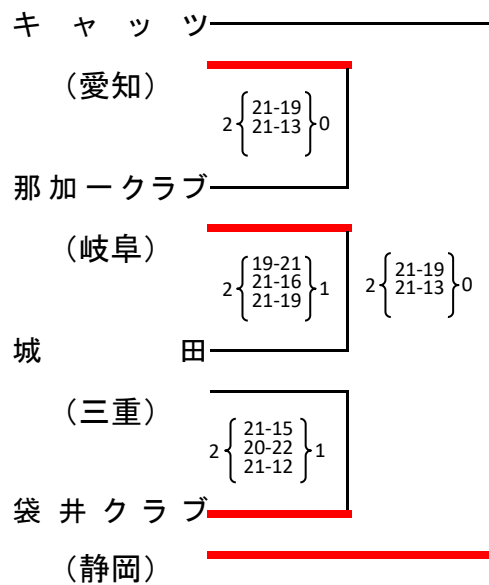 キャッツ
(愛知)
2 21-19 0
21-13
那加一クラブ
(岐阜)
19-21
2 21-16 1
21-19
2 21-19 0
21-13
城田
(三重)
21-15
2 20-22 1
21-12
袋井クラブ
(静岡)